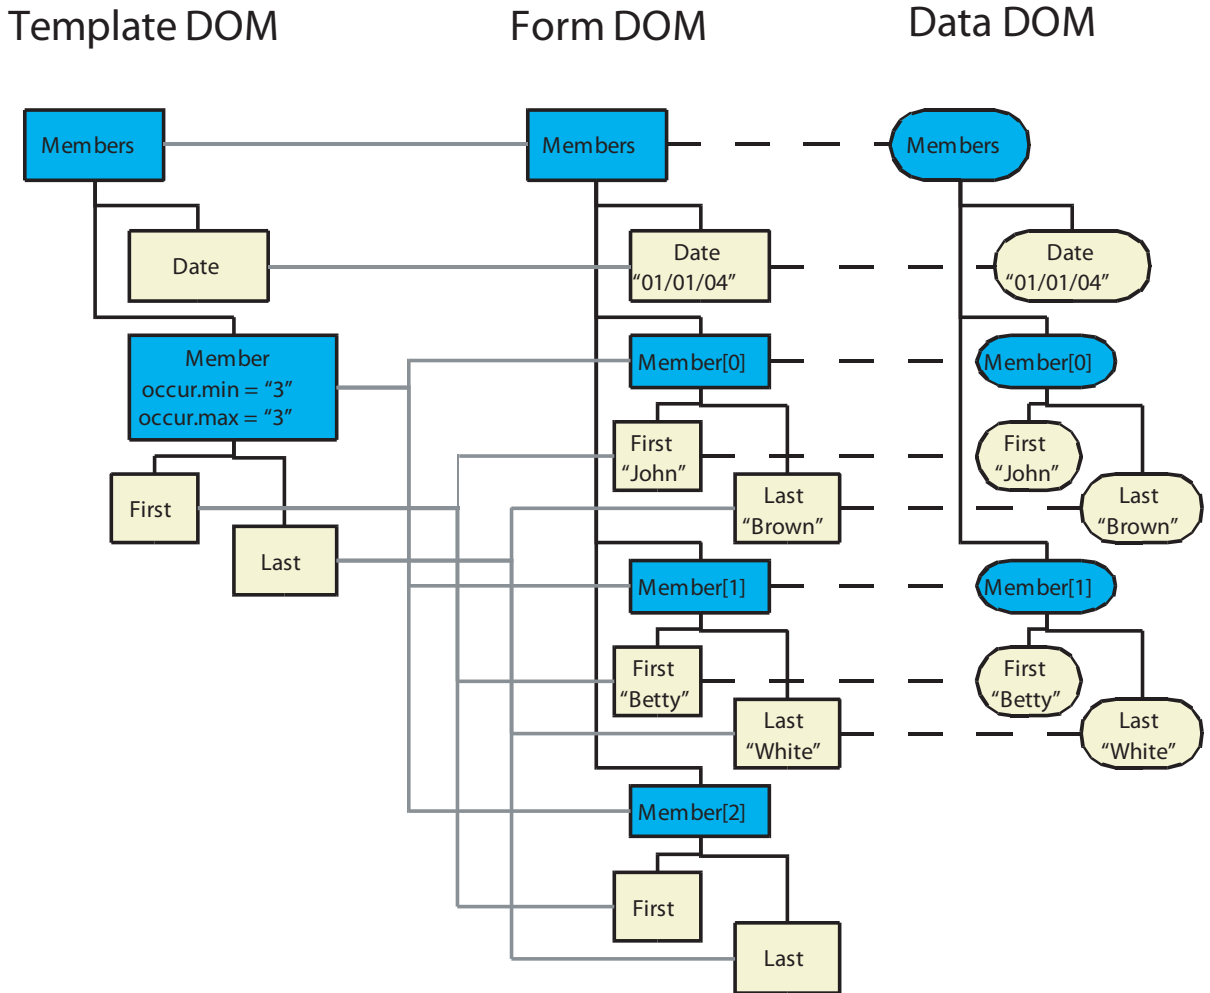 Template DOM
Form DOM
Data DOM
Members
Members
Members
Date
Date
“01/01/04”
Date
“01/01/04”
Member
occur.min = “3”
occur.max = “3”
Member[0]
Member[0]
First
Last
First
“John”
Last
“Brown”
First
“John”
Last
“Brown”
Member[1]
Member[1]
First
“Betty”
Last
“White”
First
“Betty”
Last
“White”
Member[2]
First
Last